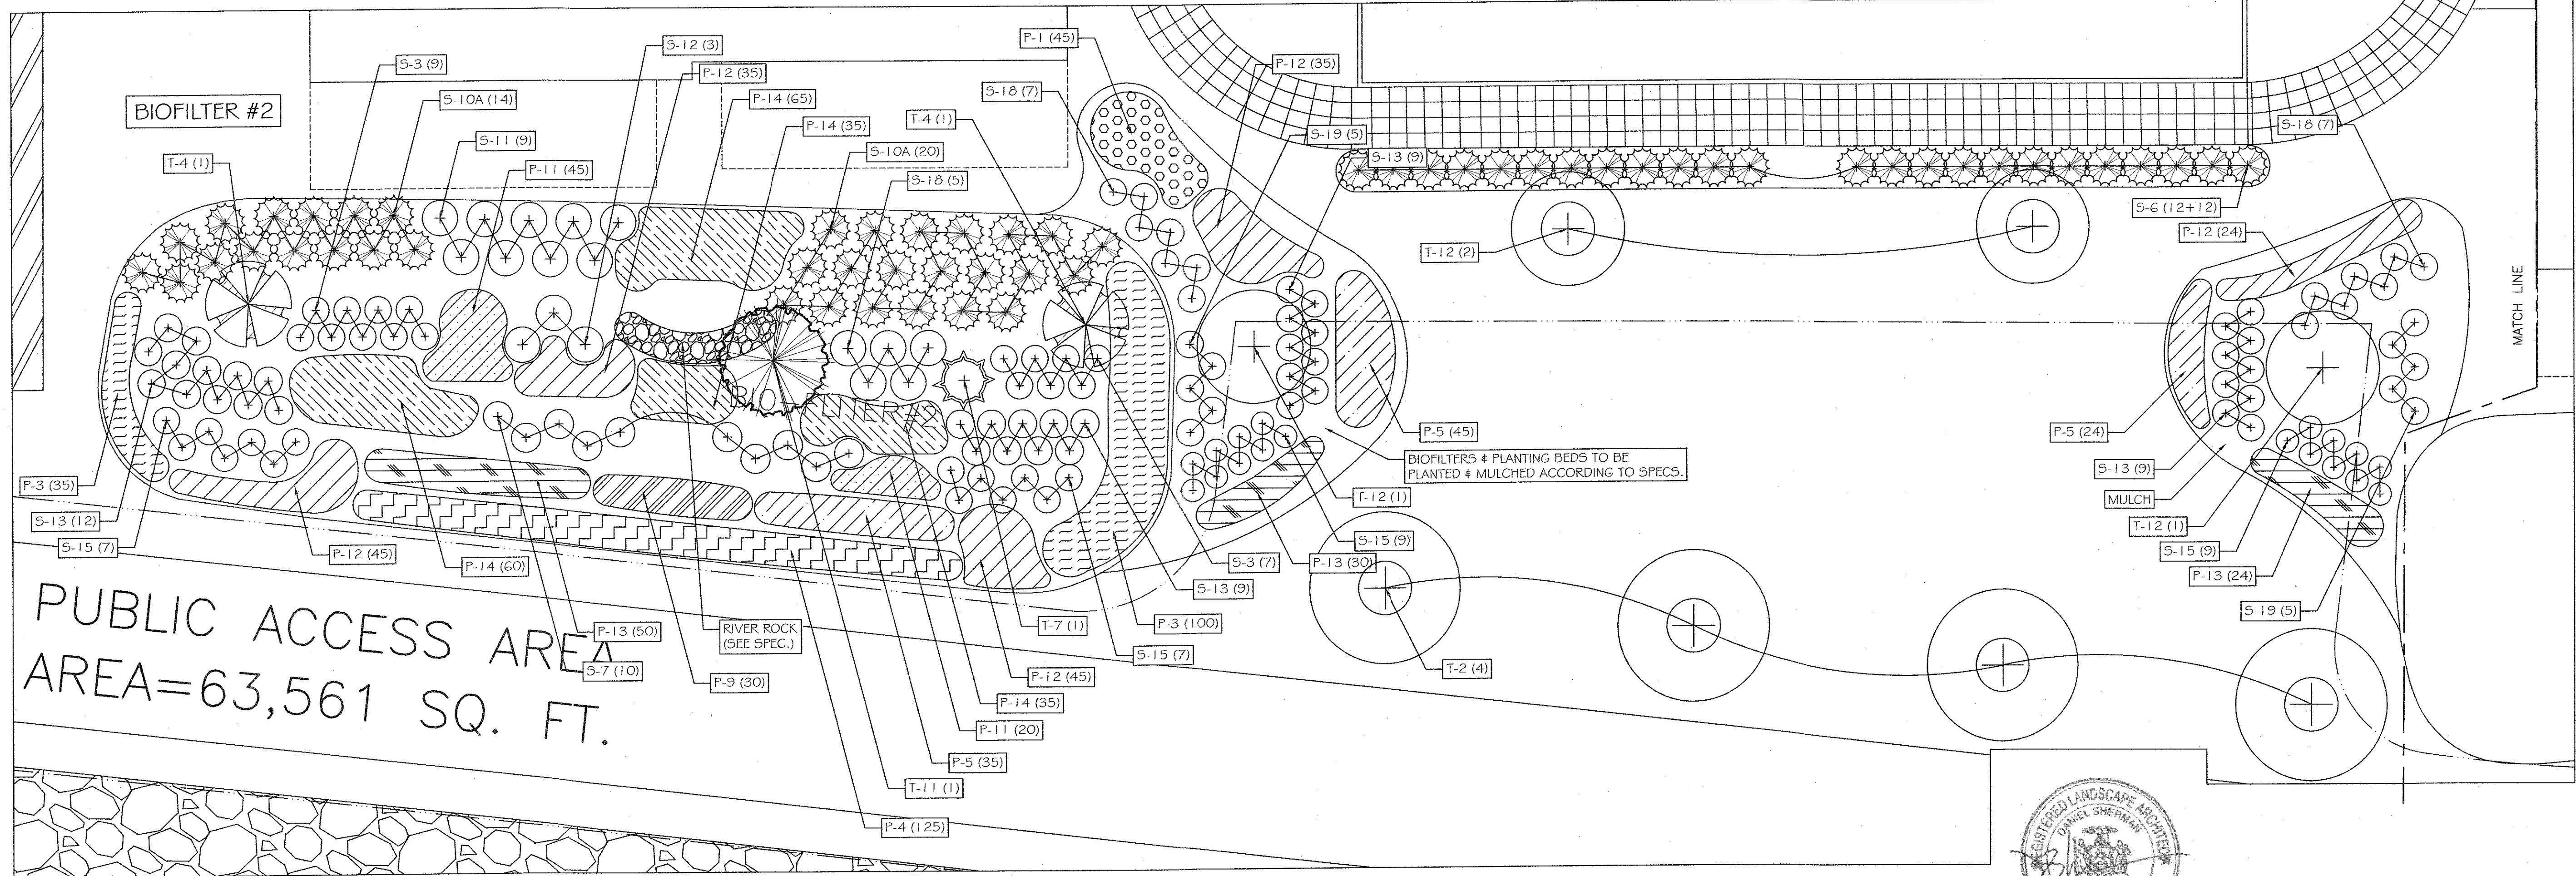 P-1 (45)
S-12 (3)
S-3 (9)
P-12 (35)
P-12 (35)
S-10A (14)
P-14 (65)
S-18 (7)
BIOFILTER #2
P-14 (35)
T-4 (1)
S-11 (9)
S-19 (5)
S-18 (7)
T-4 (1)
P-11 (45)
S-10A (20)
S-13 (9)
S-18 (5)
S-6 (12+12)
P-12 (24)
T-12 (2)
MATCH LINE
BIO-FILTER #2
P-5 (45)
P-5 (24)
BIOFILTERS & PLANTING BEDS TO BE
PLANTED & MULCHED ACCORDING TO SPECS.
S-13 (9)
P-3 (35)
T-12 (1)
MULCH
S-13 (12)
T-12 (1)
S-15 (7)
S-15 (9)
S-15 (9)
P-12 (45)
P-14 (60)
S-3 (7)
P-13 (30)
P-13 (24)
S-13 (9)
S-19 (5)
PUBLIC ACCESS AREA
AREA=63,561 SQ. FT.
P-13 (50)
RIVER ROCK
(SEE SPEC.)
T-7 (1)
P-3 (100)
S-15 (7)
S-7 (10)
P-9 (30)
P-12 (45)
T-2 (4)
P-14 (35)
P-11 (20)
P-5 (35)
T-11 (1)
P-4 (125)
REGISTERED LANDSCAPE ARCHITECT
DANIEL SHERMAN